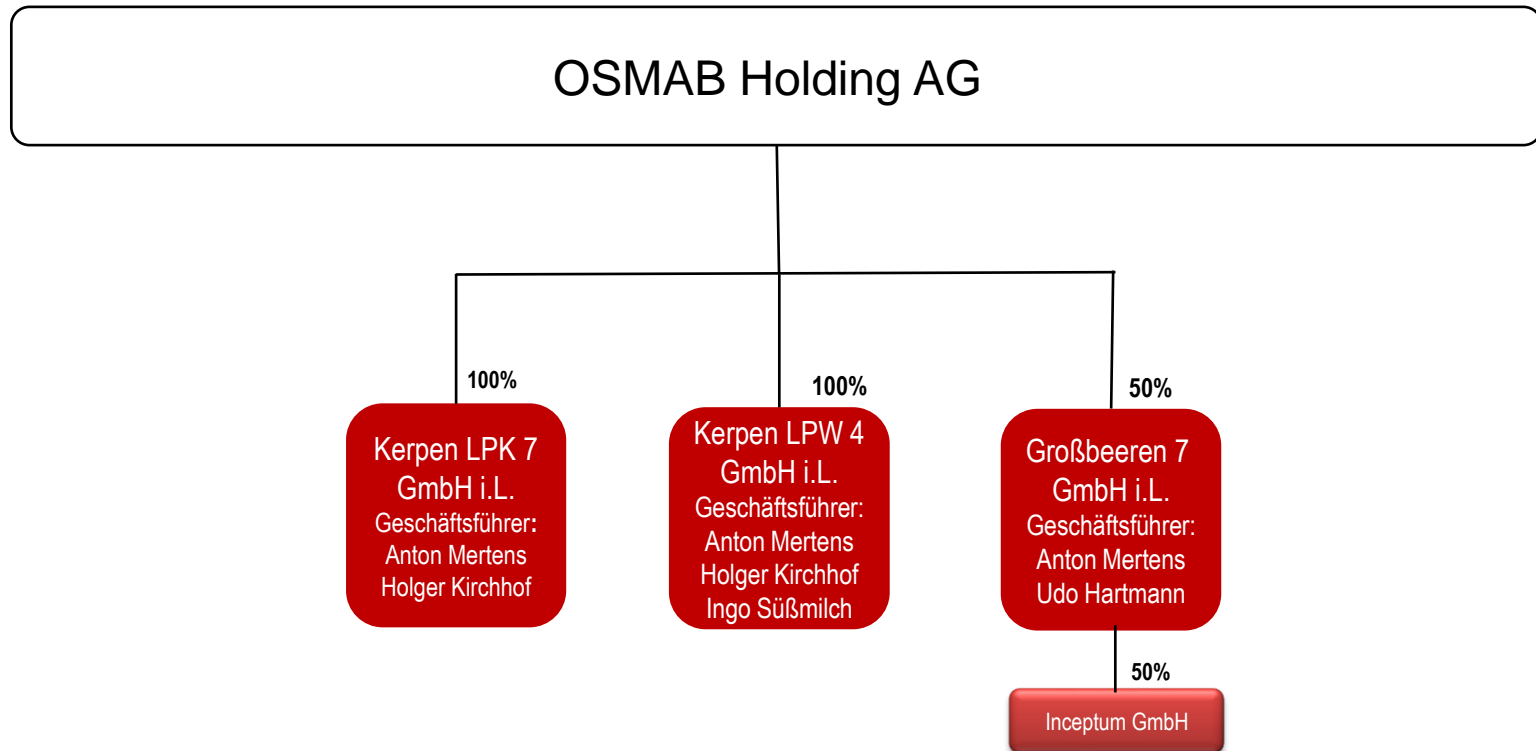 OSMAB Holding AG
100%
100%
50%
Kerpen LPK 7
GmbH i.L.
Geschäftsführer:
Anton Mertens
Holger Kirchhof
Kerpen LPW 4
GmbH i.L.
Geschäftsführer:
Anton Mertens
Holger Kirchhof
Ingo Süßmilch
Großbeeren 7
GmbH i.L.
Geschäftsführer:
Anton Mertens
Udo Hartmann
50%
Inceptum GmbH